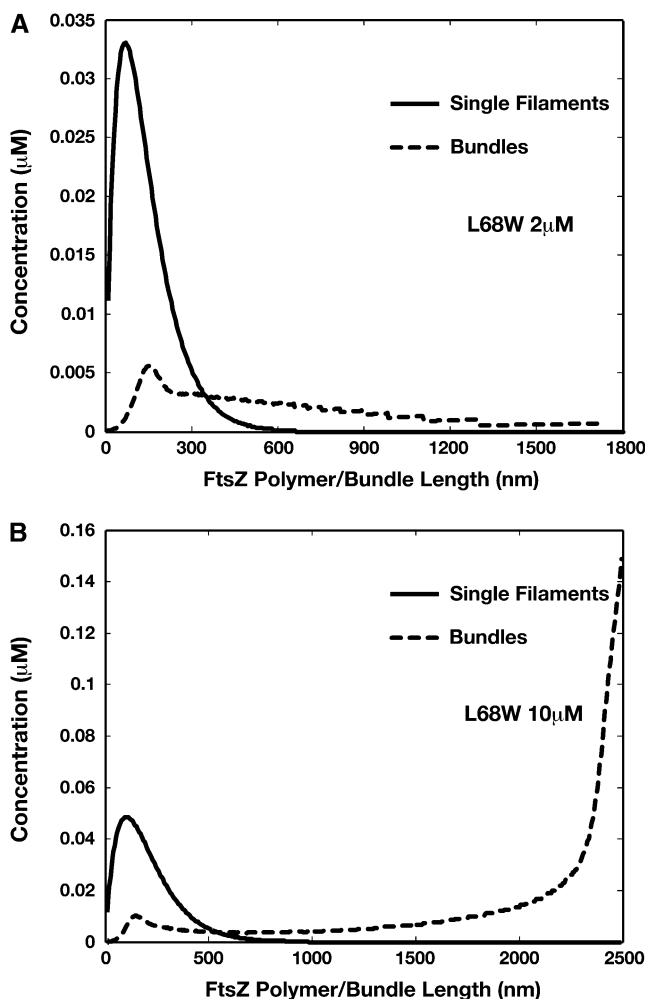 A
0.035
0.03
0.025
0.02
0.015
0.01
0.005
0
Concentration (μM)
Single Filaments
Bundles
L68W 2μM
0 300 600 900 1200 1500 1800
FtsZ Polymer/Bundle Length (nm)
B
0.16
0.14
0.12
0.1
0.08
0.06
0.04
0.02
0
Concentration (μM)
Single Filaments
Bundles
L68W 10μM
0 500 1000 1500 2000 2500
FtsZ Polymer/Bundle Length (nm)